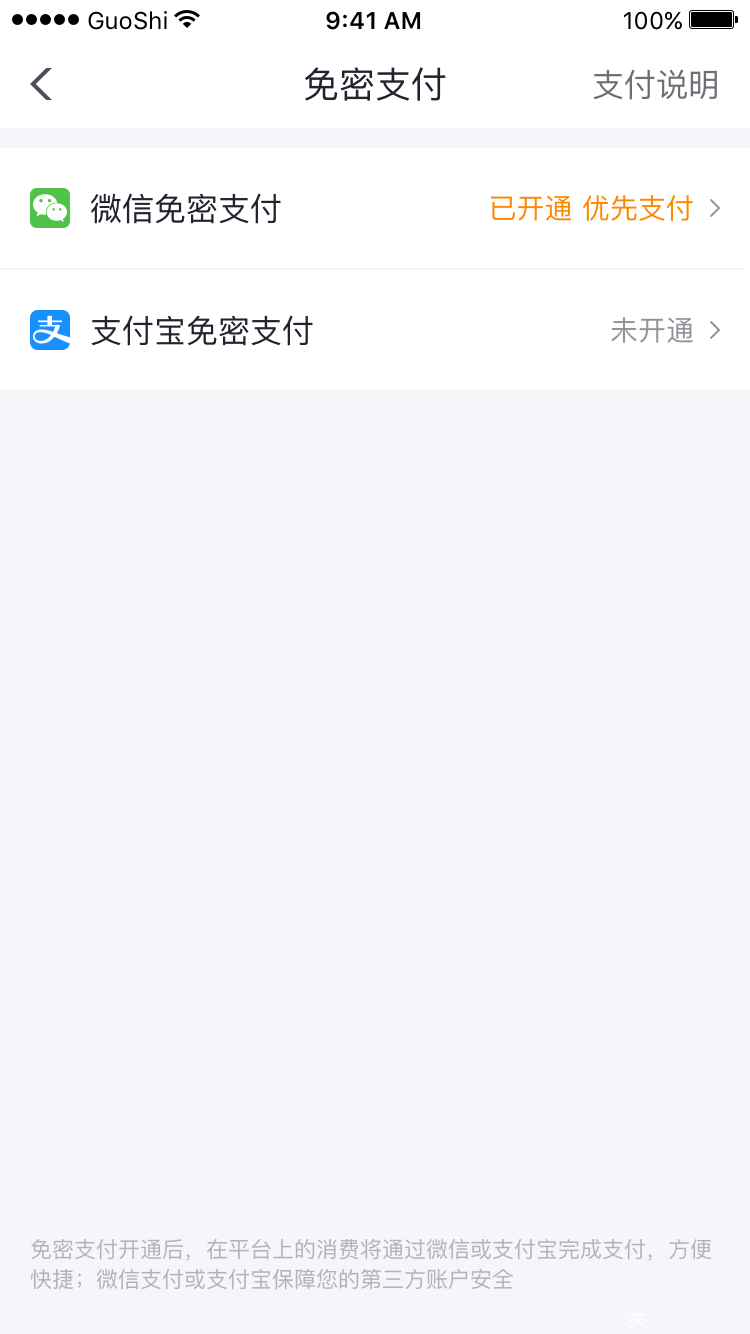 GuoShi 9:41 AM 100%
免密支付 支付说明
微信免密支付 已开通 优先支付
支付宝免密支付 未开通
免密支付开通后，在平台上的消费将通过微信或支付宝完成支付，方便
快捷；微信支付或支付宝保障您的第三方账户安全
关